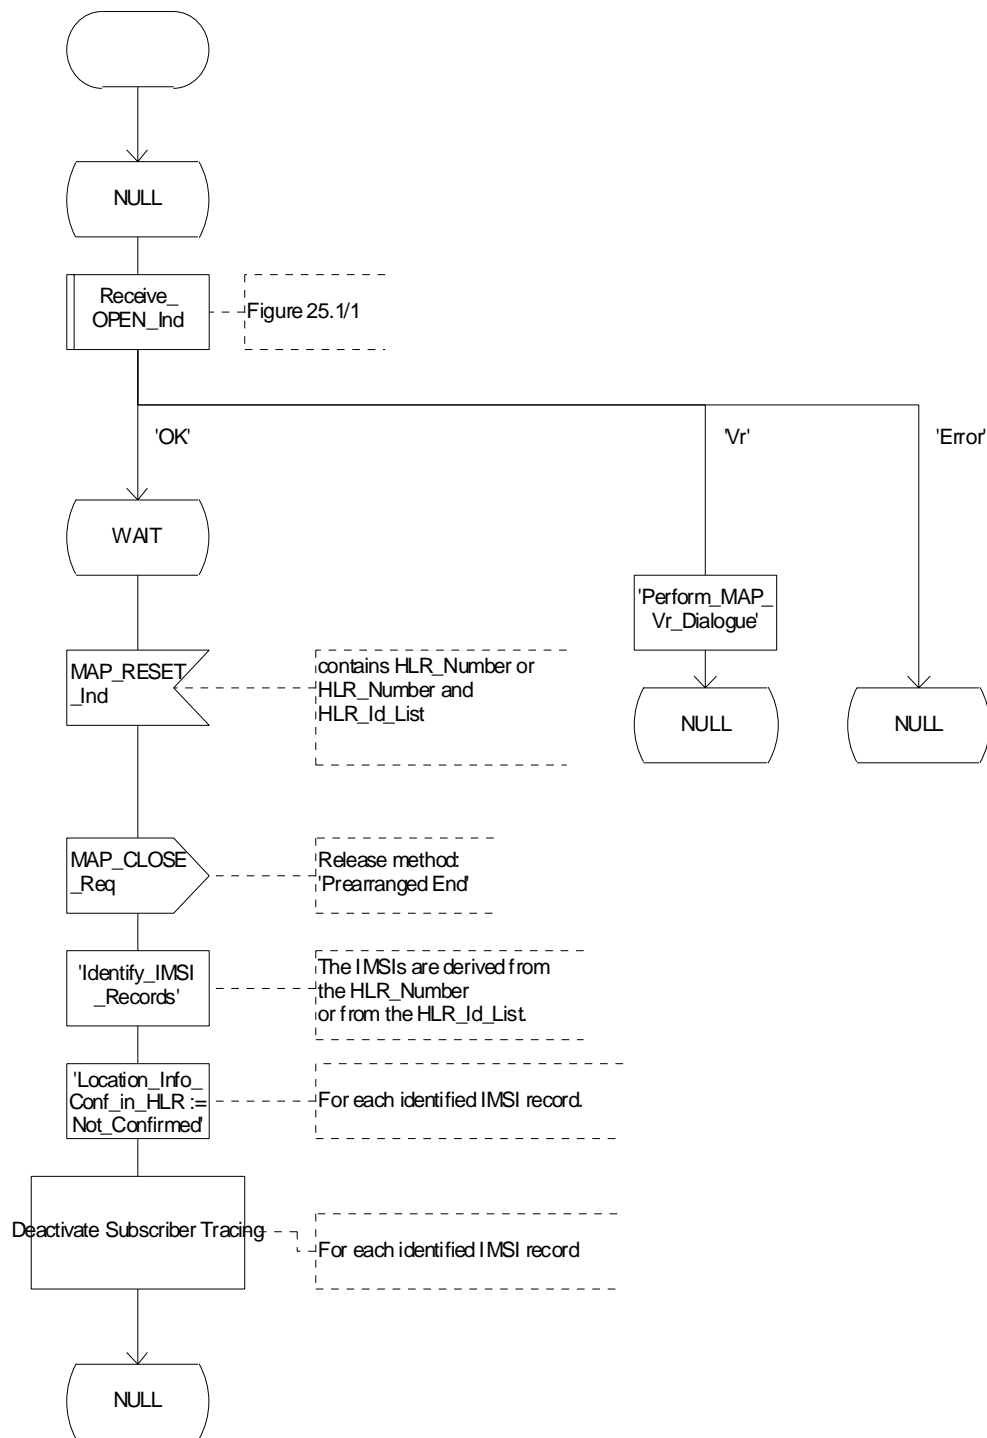 NULL
Receive_
OPEN_Ind
Figure 25.1/1
'OK'
'Vr'
'Error'
WAIT
'Perform_MAP_
Vr_Dialogue'
MAP_RESET
_Ind
contains HLR_Number or
HLR_Number and
HLR_Id_List
NULL
NULL
MAP_CLOSE
_Req
Release method:
'Prearranged End'
'Identify_IMSI
_Records'
The IMSIs are derived from
the HLR_Number
or from the HLR_Id_List.
'Location_Info_
Conf_in_HLR :=
Not_Confirmed'
For each identified IMSI record.
Deactivate Subscriber Tracing
For each identified IMSI record
NULL